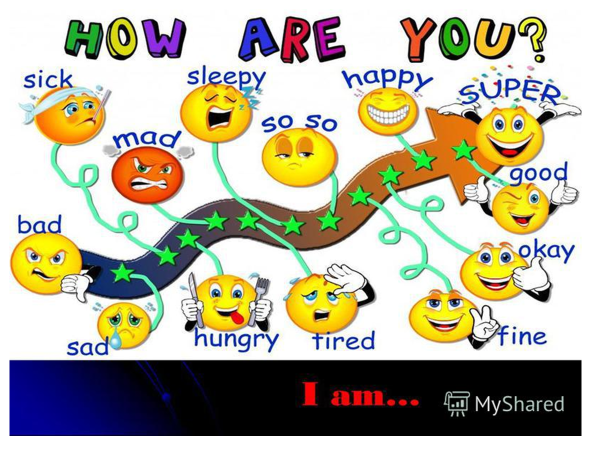 HOW ARE YOU?
sick
sleepy
happy
SUPER
mad
so so
good
bad
okay
sad
hungry
tired
fine
I am...
MyShared